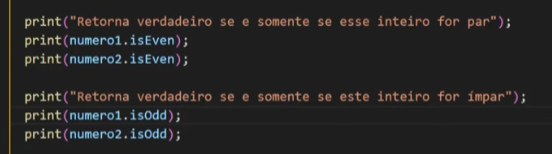 print("Retorna verdadeiro se e somente se esse inteiro for par");
print(numero1.isEven);
print(numero2.isEven);
print("Retorna verdadeiro se e somente se este inteiro for ímpar");
print(numero1.isOdd);
print(numero2.isOdd);